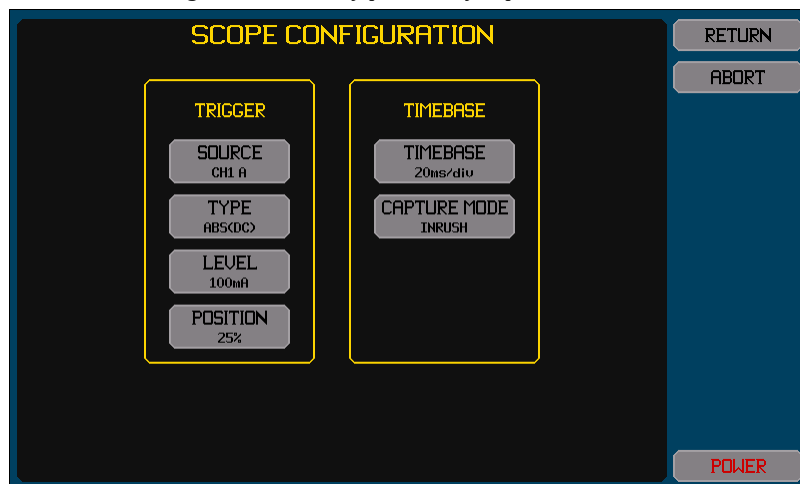 SCOPE CONFIGURATION
RETURN
ABORT
TRIGGER
SOURCE
CH1 A
TYPE
ABS(DC)
LEVEL
100mA
POSITION
25%
TIMEBASE
TIMEBASE
20ms/div
CAPTURE MODE
INRUSH
POWER